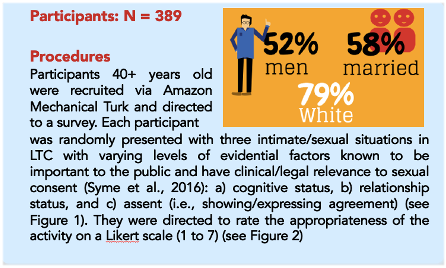 Participants: N = 389
52%
men
58%
married
79%
White
Procedures
Participants 40+ years old
were recruited via Amazon
Mechanical Turk and directed
to a survey. Each participant
was randomly presented with three intimate/sexual situations in
LTC with varying levels of evidential factors known to be
important to the public and have clinical/legal relevance to sexual
consent (Syme et al., 2016): a) cognitive status, b) relationship
status, and c) assent (i.e., showing/expressing agreement) (see
Figure 1). They were directed to rate the appropriateness of the
activity on a Likert scale (1 to 7) (see Figure 2)